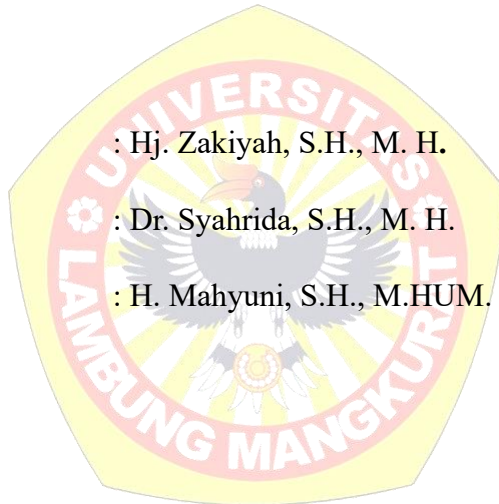 UNIVERSITAS
: Hj. Zakiyah, S.H., M. H.
: Dr. Syahrida, S.H., M. H.
: H. Mahyuni, S.H., M.HUM.
LAMBUNG MANGKURAT